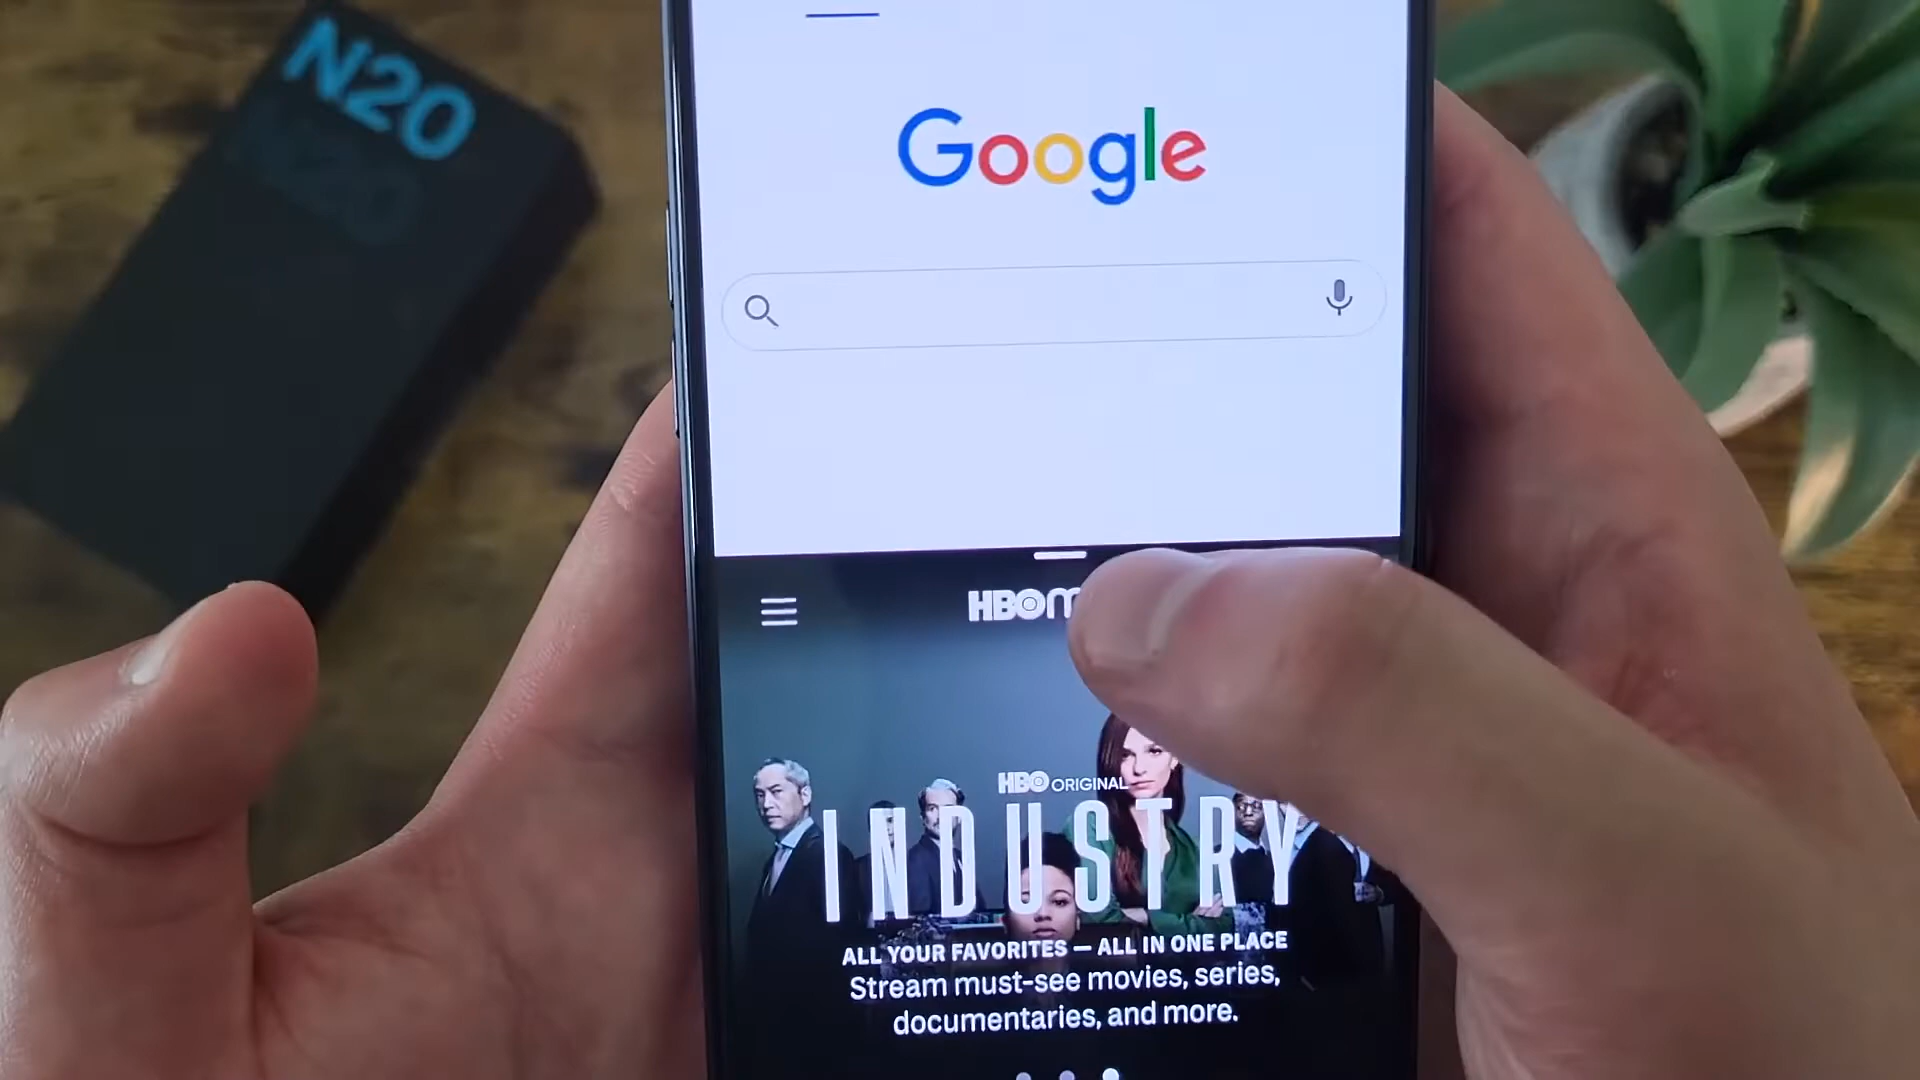 N20
Google
HBOm
HBO ORIGINAL
INDUSTRY
ALL YOUR FAVORITES — ALL IN ONE PLACE
Stream must-see movies, series,
documentaries, and more.